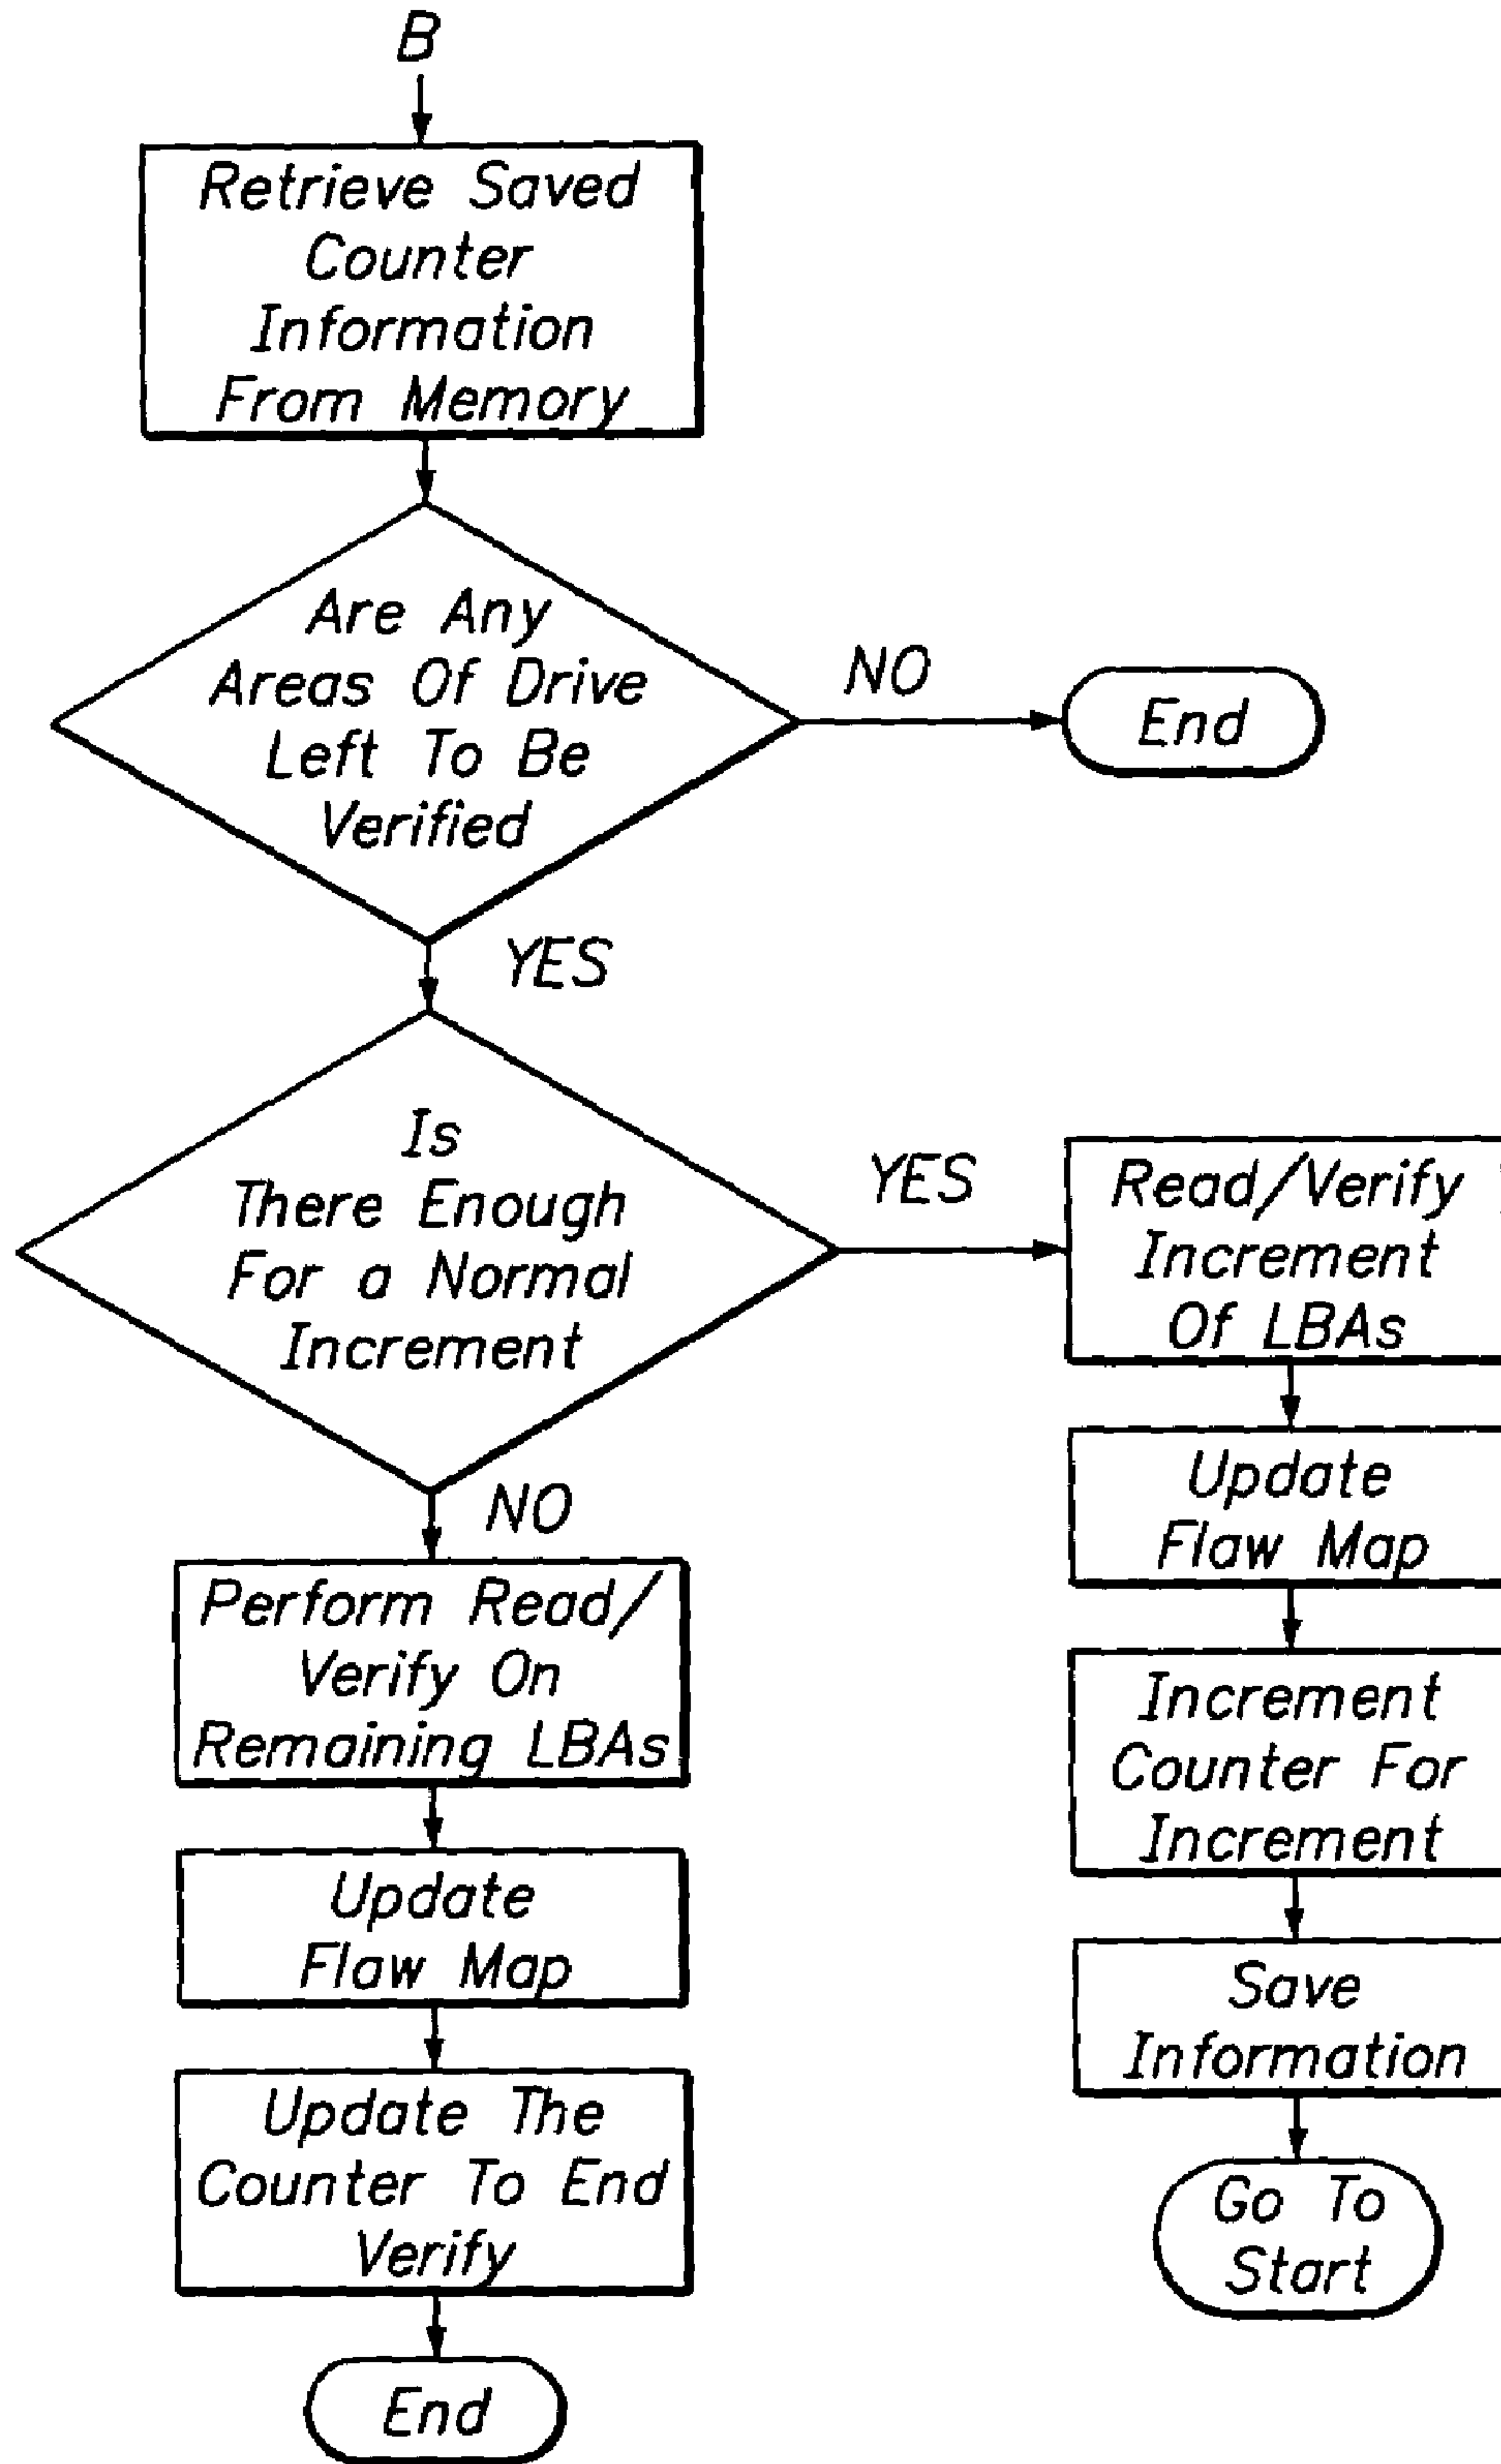 B
Retrieve Saved
Counter
Information
From Memory
Are Any
Areas Of Drive
Left To Be
Verified
NO
End
YES
Is
There Enough
For a Normal
Increment
YES
Read/Verify
Increment
Of LBAs
Update
Flaw Map
Increment
Counter For
Increment
Save
Information
Go To
Start
NO
Perform Read/
Verify On
Remaining LBAs
Update
Flaw Map
Update The
Counter To End
Verify
End